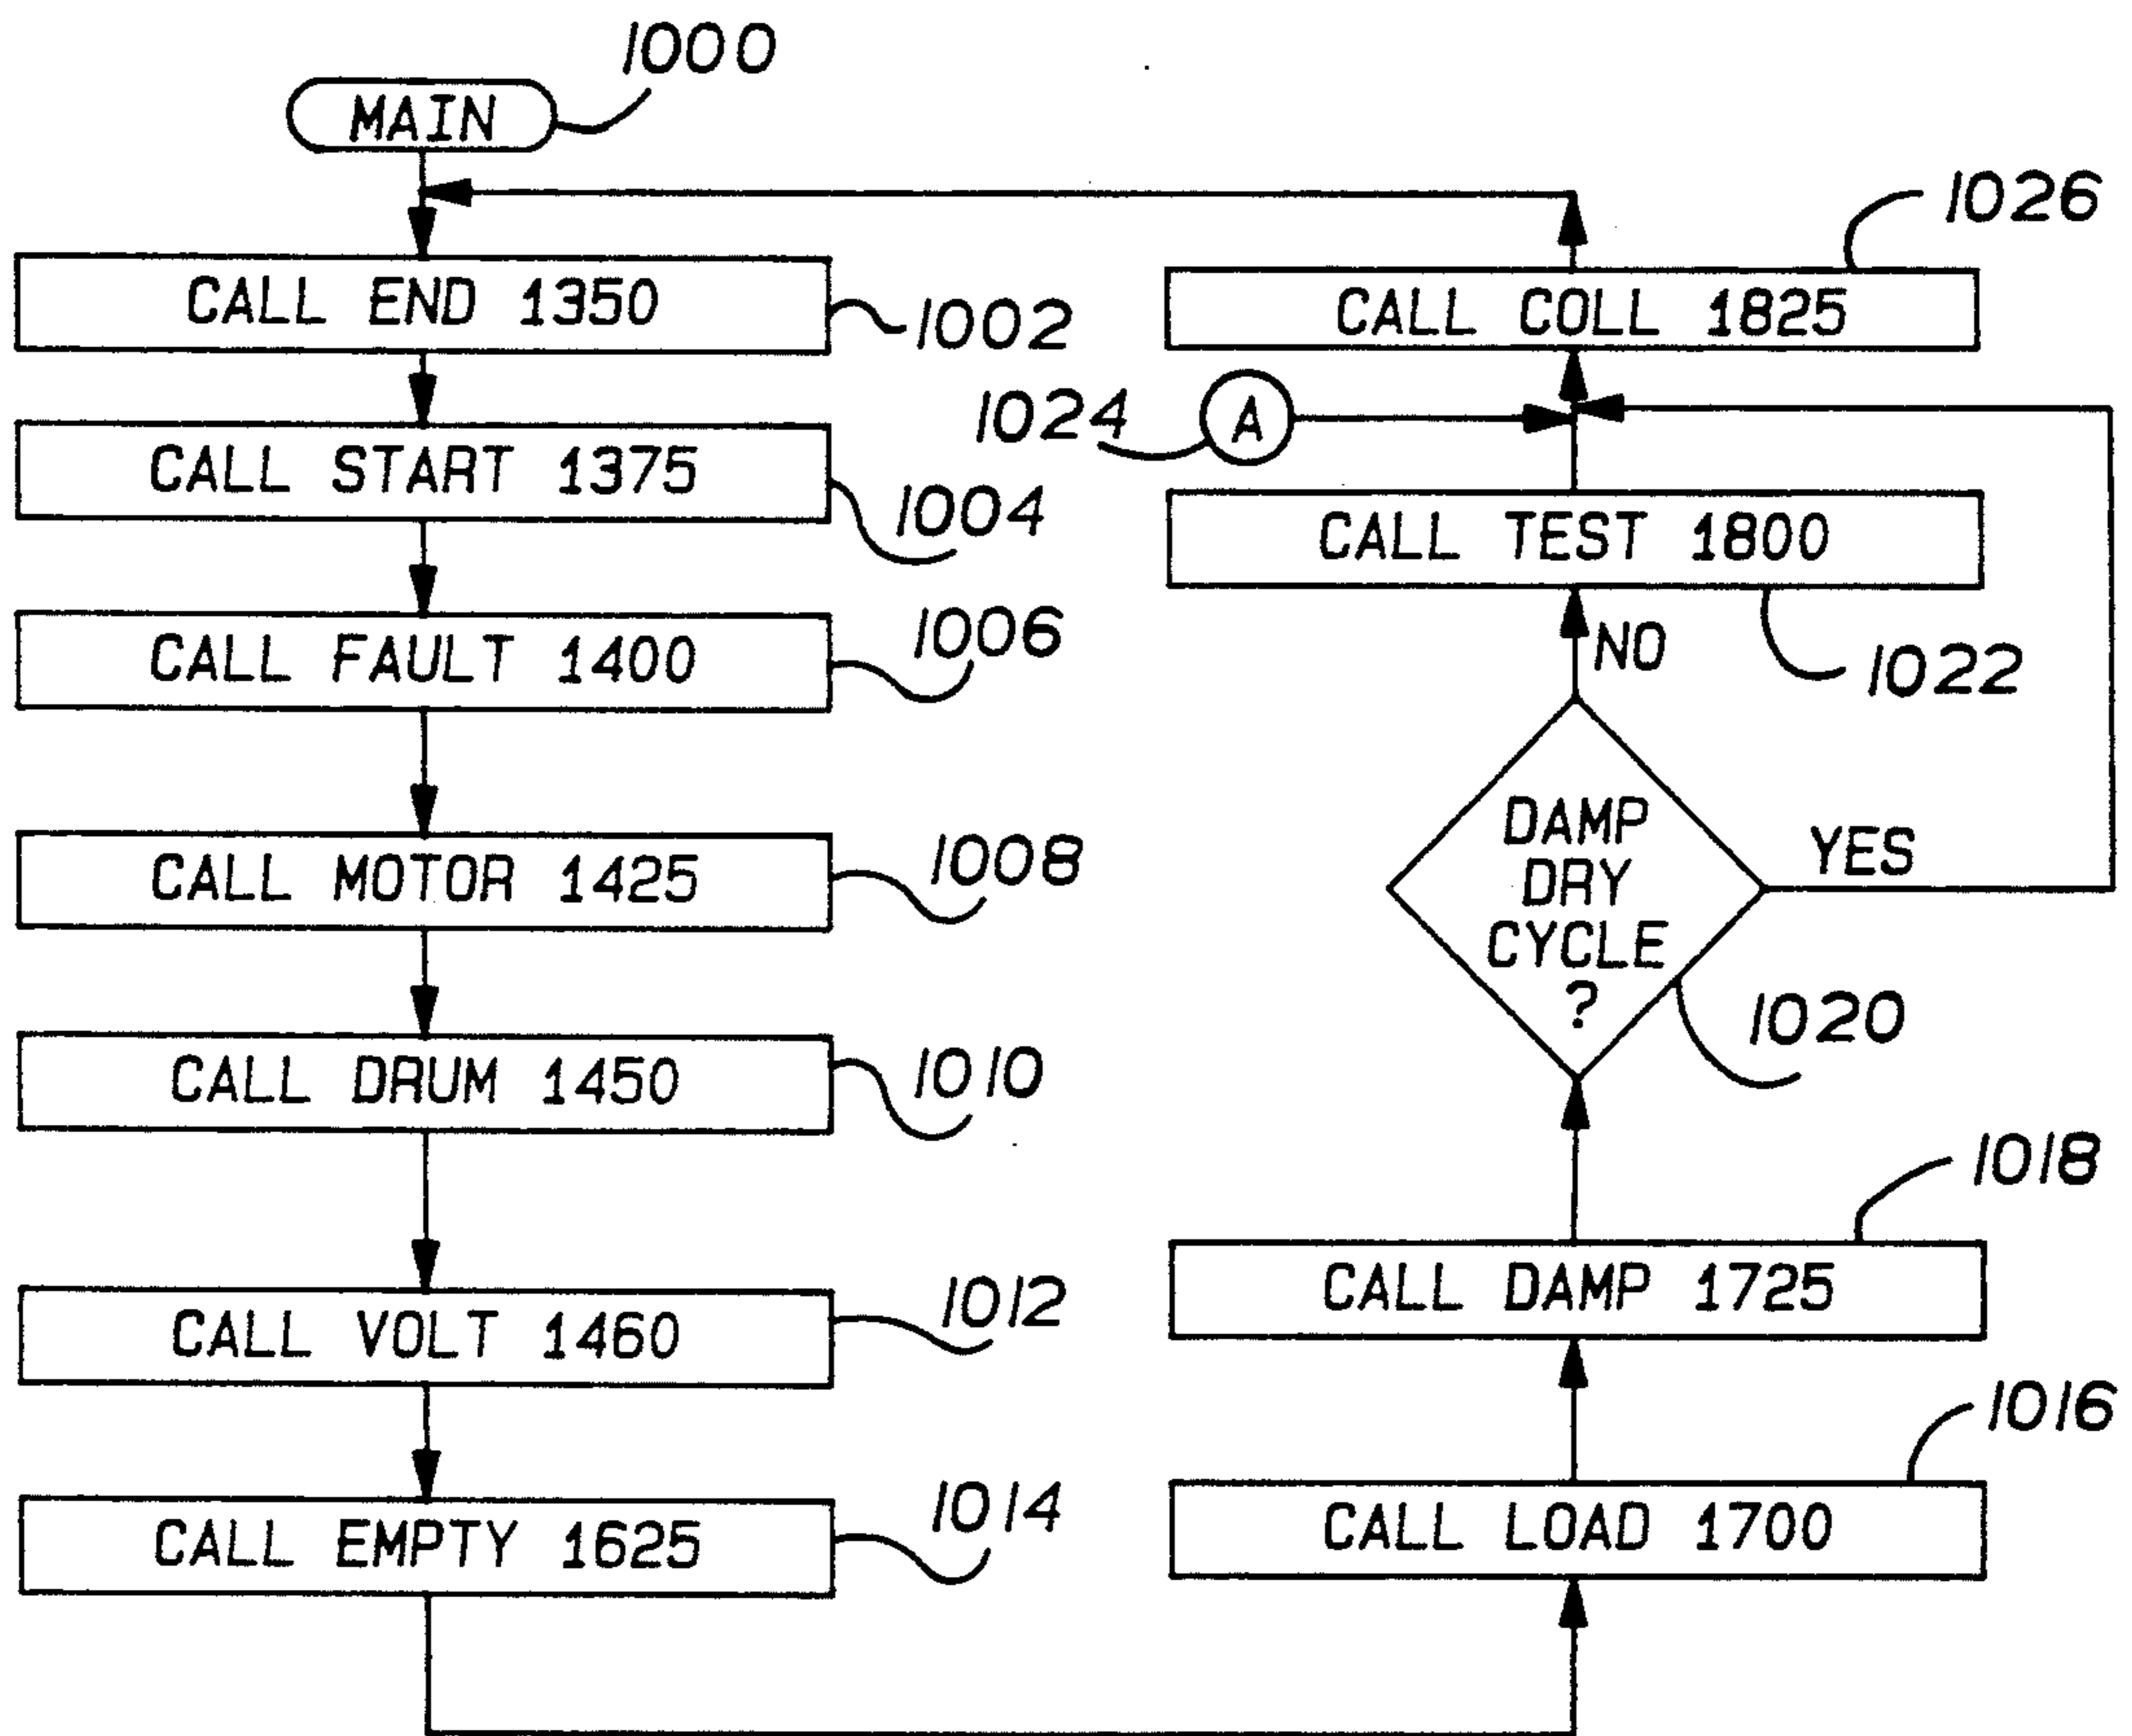 1000
MAIN
CALL END 1350
1002
CALL START 1375
1004
CALL FAULT 1400
1006
CALL MOTOR 1425
1008
CALL DRUM 1450
1010
CALL VOLT 1460
1012
CALL EMPTY 1625
1014
CALL LOAD 1700
1016
CALL DAMP 1725
1018
DAMP
DRY
CYCLE
?
1020
YES
NO
CALL TEST 1800
1022
1024
A
CALL COLL 1825
1026